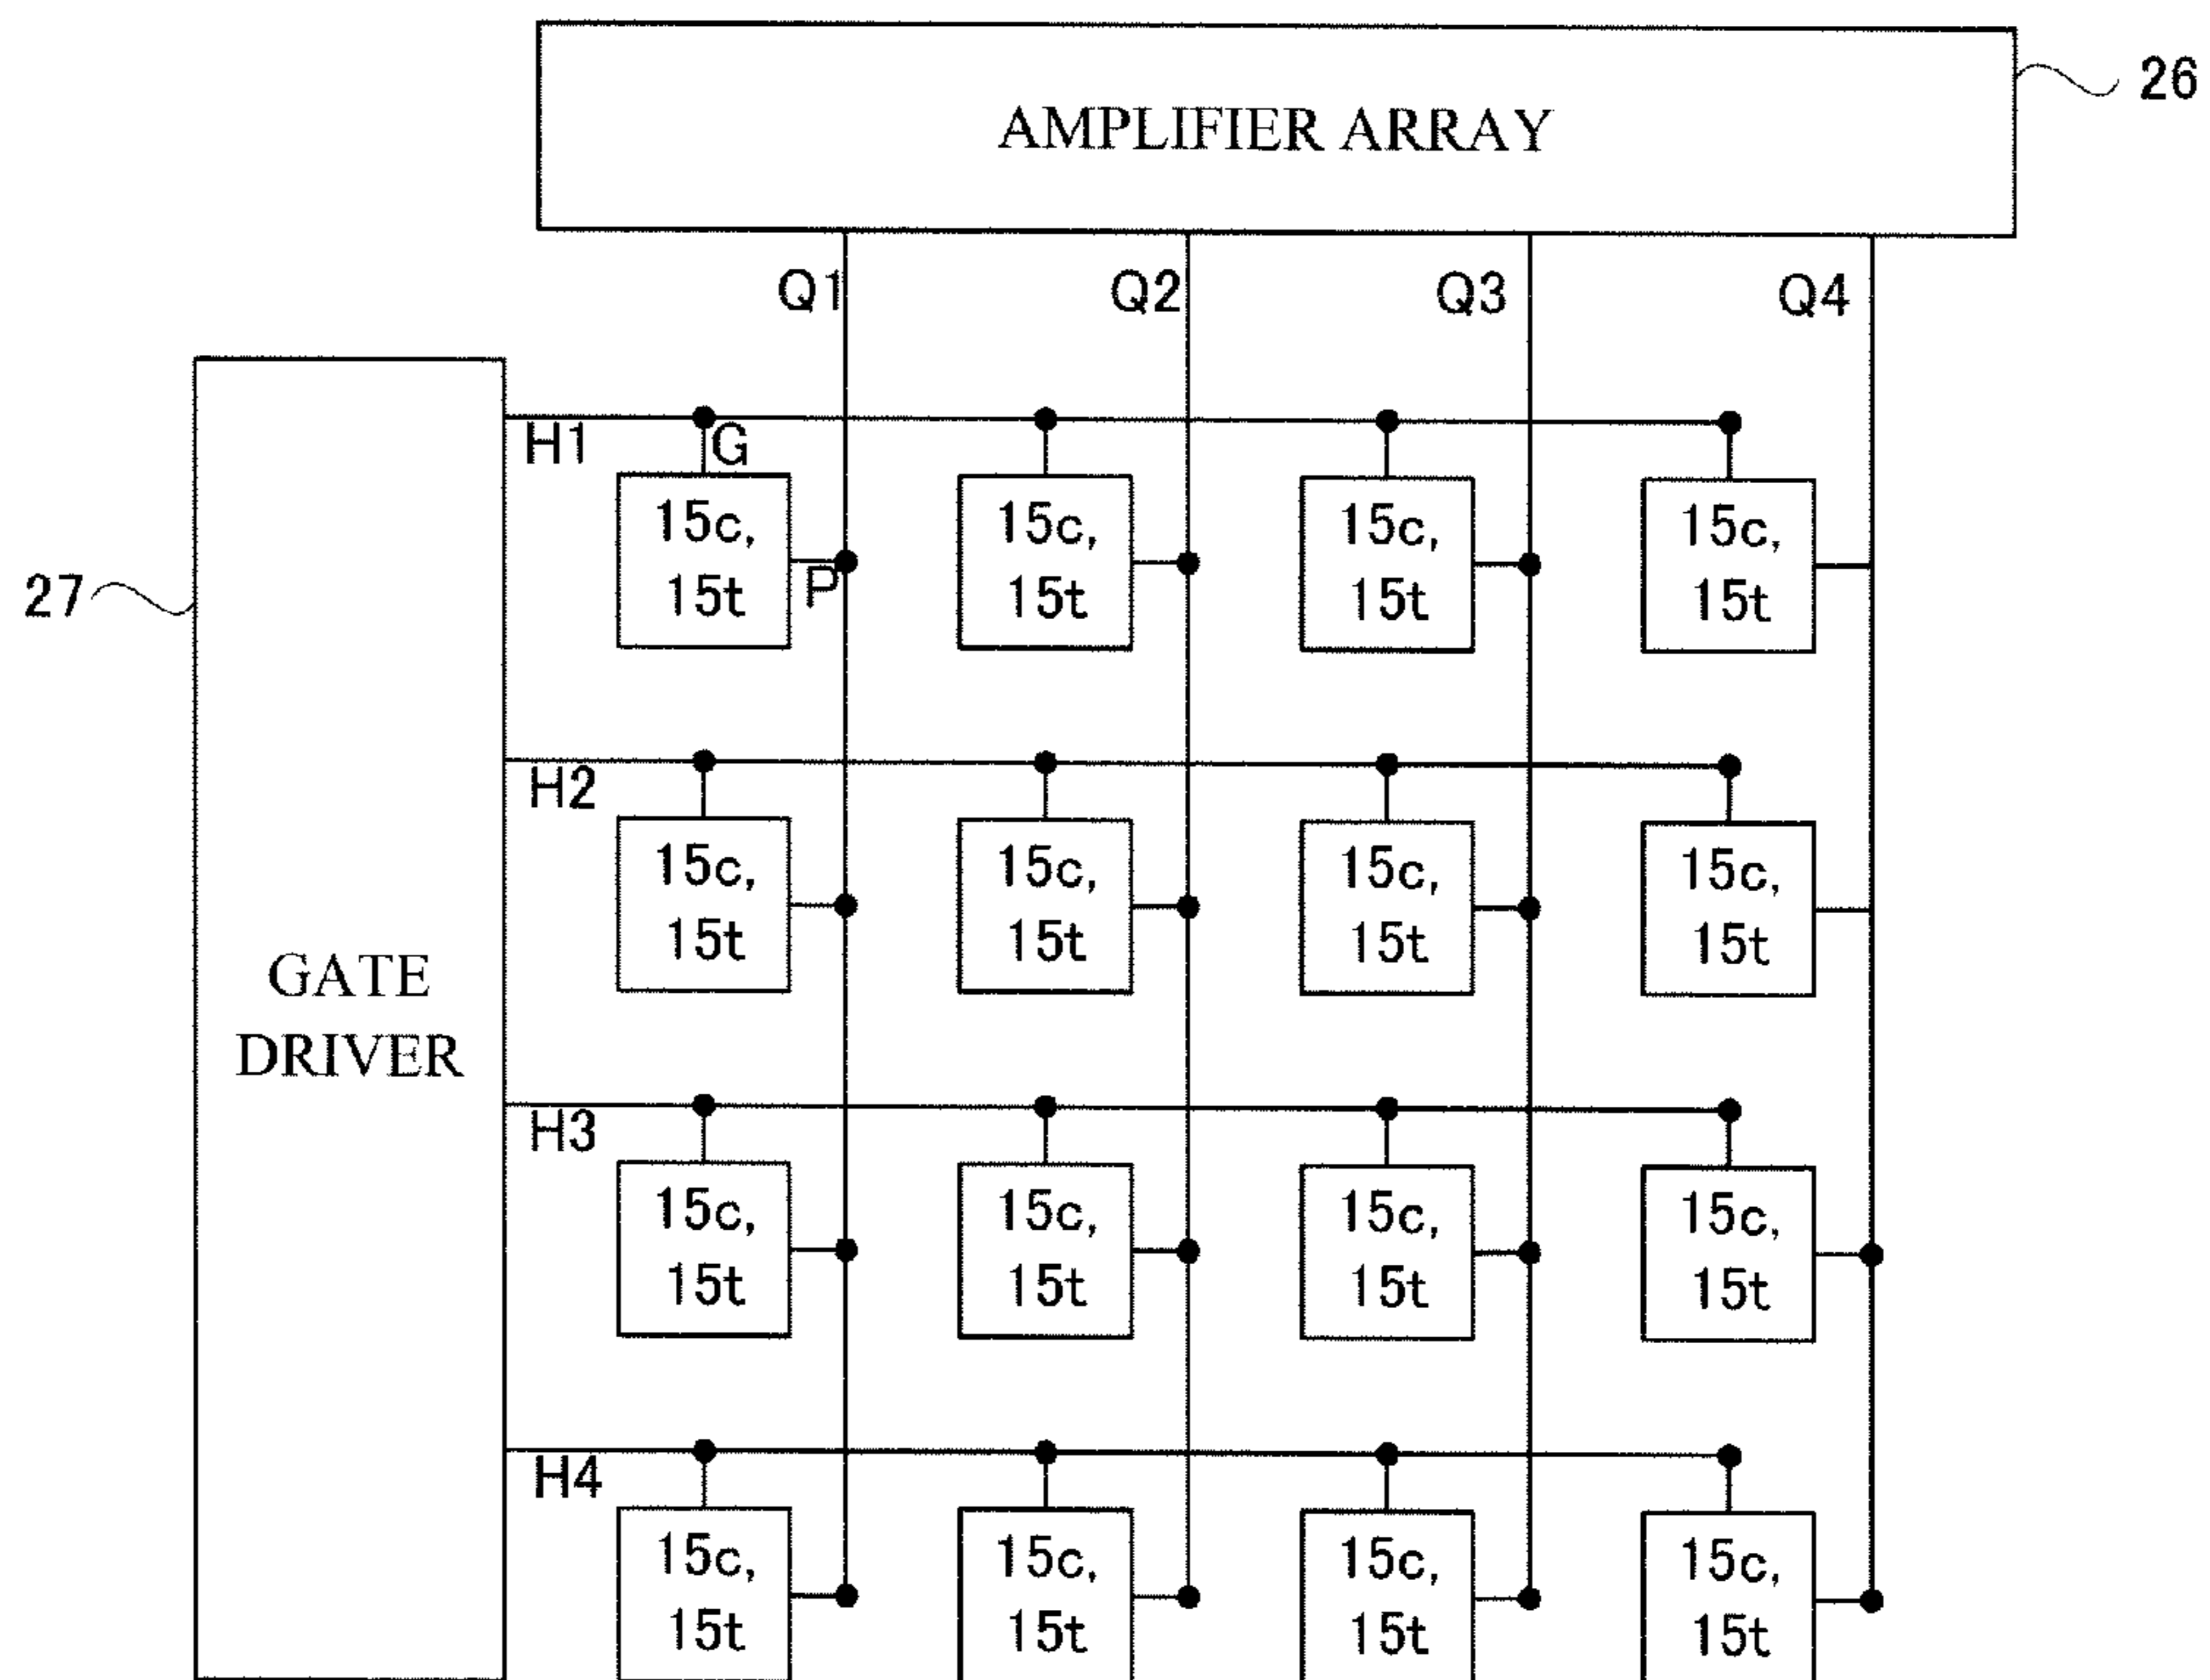 AMPLIFIER ARRAY
26
Q1 Q2 Q3 Q4
H1 G
15c, 15c, 15c, 15c,
15t P 15t 15t 15t
27
H2
15c, 15c, 15c, 15c,
15t 15t 15t 15t
GATE
DRIVER
H3
15c, 15c, 15c, 15c,
15t 15t 15t 15t
H4
15c, 15c, 15c, 15c,
15t 15t 15t 15t